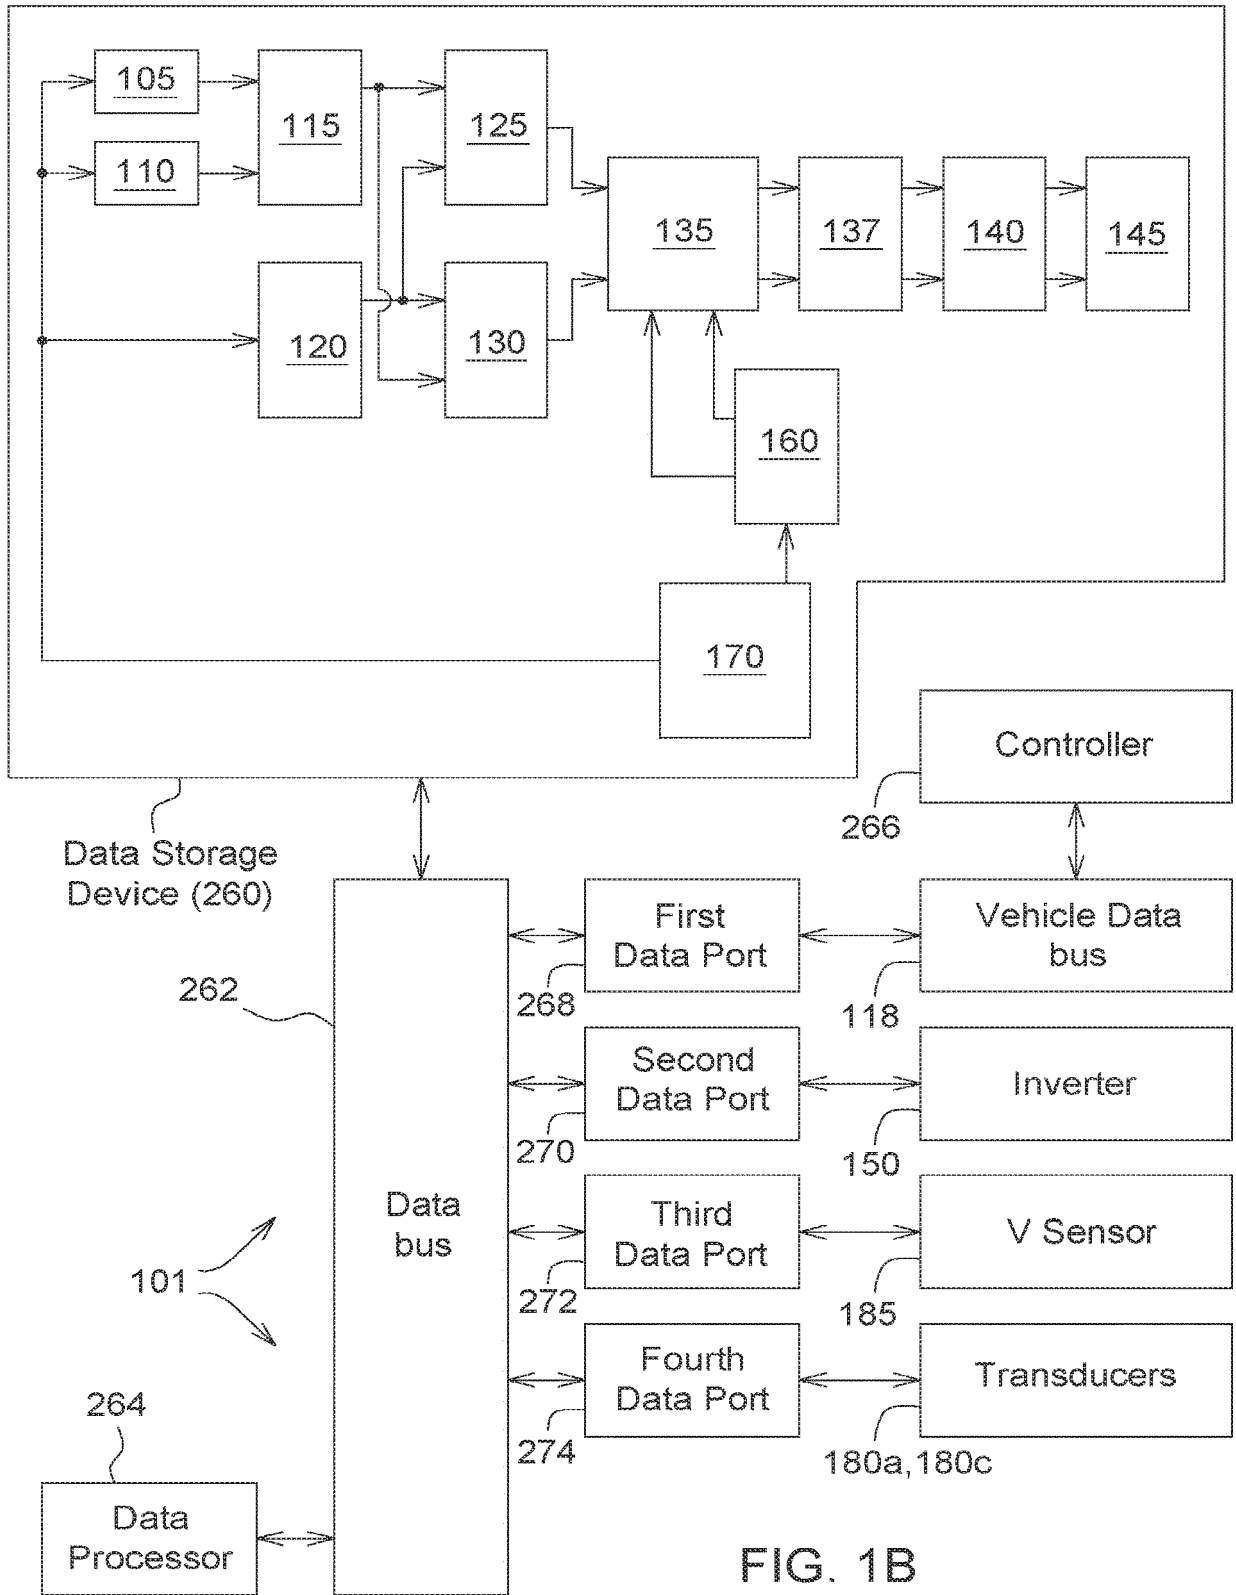 105
115
125
110
135
137
140
145
120
130
160
170
Controller
266
Data Storage
Device (260)
First
Data Port
Vehicle Data
bus
262
268
118
Second
Data Port
Inverter
270
150
Data
bus
Third
Data Port
V Sensor
101
272
185
Fourth
Data Port
Transducers
264
274
180a, 180c
Data
Processor
FIG. 1B